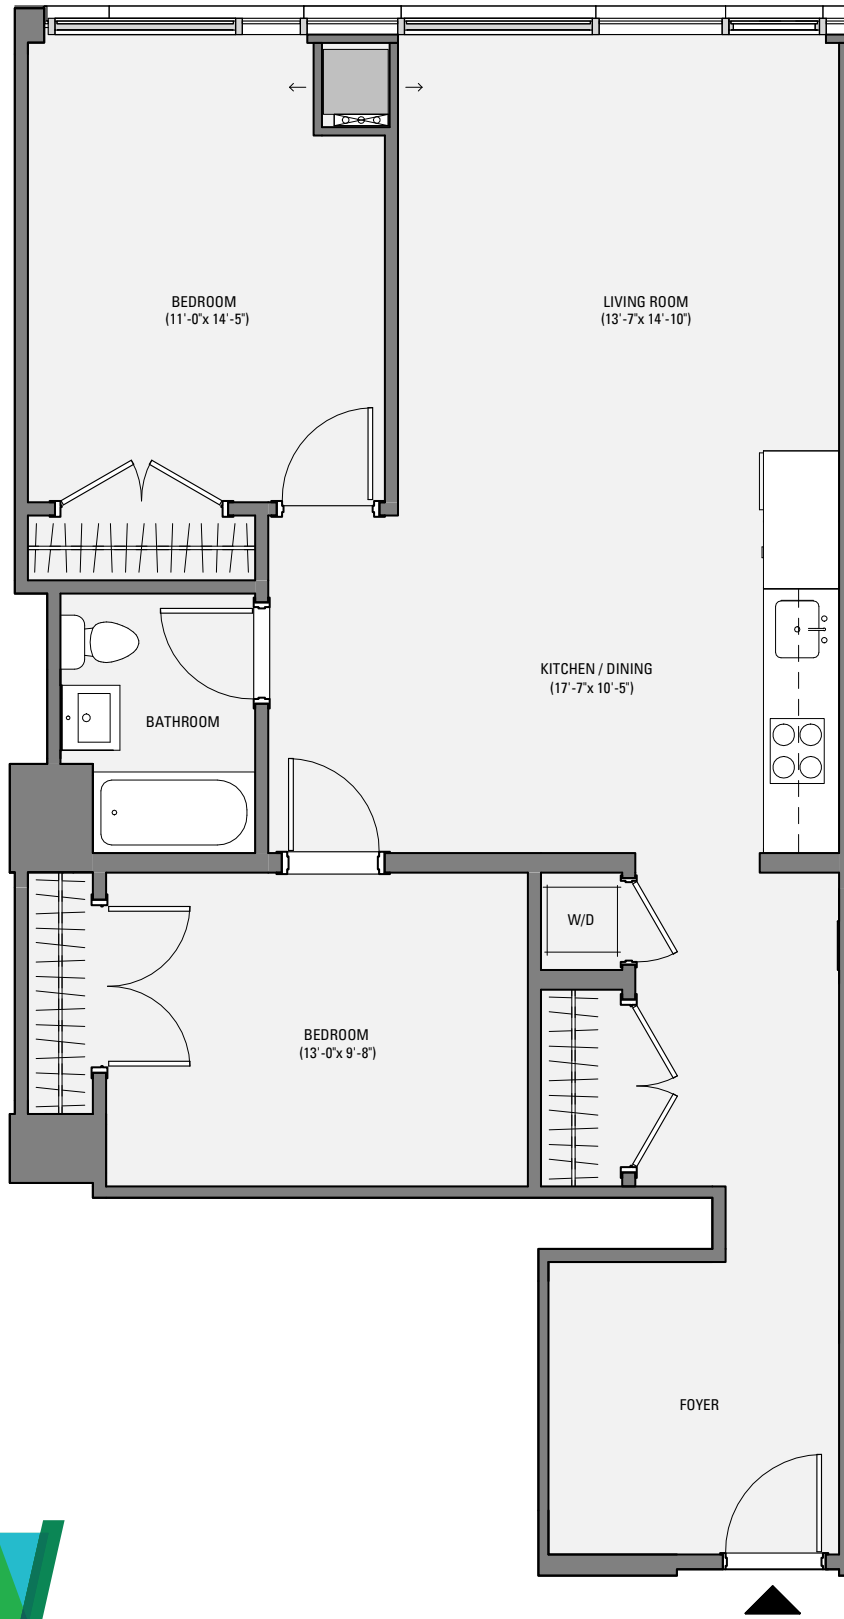 BEDROOM
(11'-0"x 14'-5")
LIVING ROOM
(13'-7"x 14'-10")
KITCHEN / DINING
(17'-7"x 10'-5")
BATHROOM
W/D
BEDROOM
(13'-0"x 9'-8")
FOYER